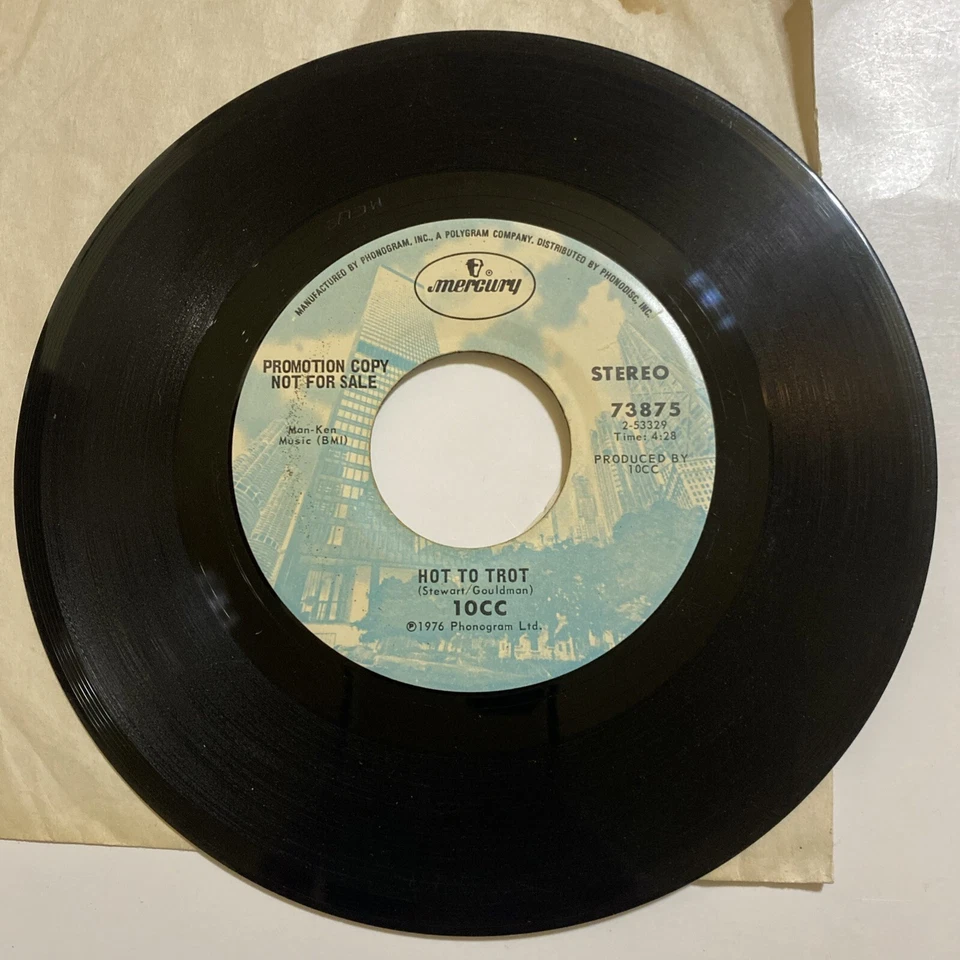 MANUFACTURED BY PHONOGRAM, INC., A POLYGRAM COMPANY. DISTRIBUTED BY PHONODISC, INC.
mercury®
PROMOTION COPY
NOT FOR SALE
Man-Ken
Music (BMI)
STEREO
73875
2-53329
Time: 4:28
PRODUCED BY
10CC
HOT TO TROT
(Stewart/Gouldman)
10CC
℗1976 Phonogram Ltd.